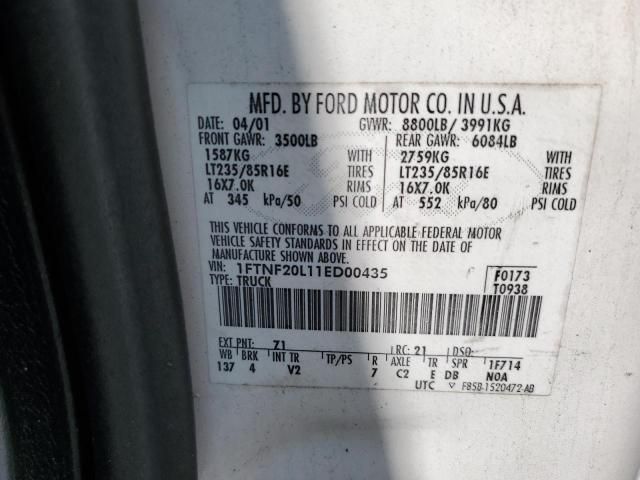 MFD. BY FORD MOTOR CO. IN U.S.A.
DATE: 04/01 GVWR: 8800LB/ 3991KG
FRONT GAWR: 3500LB REAR GAWR: 6084LB
1587KG WITH 2759KG WITH
LT235/85R16E TIRES LT235/85R16E TIRES
16X7.0K RIMS 16X7.0K RIMS
AT 345 kPa/50 PSI COLD AT 552 kPa/80 PSI COLD
THIS VEHICLE CONFORMS TO ALL APPLICABLE FEDERAL MOTOR
VEHICLE SAFETY STANDARDS IN EFFECT ON THE DATE OF
MANUFACTURE SHOWN ABOVE.
VIN: 1FTNF20L11ED00435 F0173
TYPE: TRUCK T0938
EXT PNT: Z1 RC: 21 DSO:
WB BRK INT TR TP/PS R AXLE TR SPR 1F714
137 4 V2 7 C2 E DB N0A
UTC F85B-1520472-AB